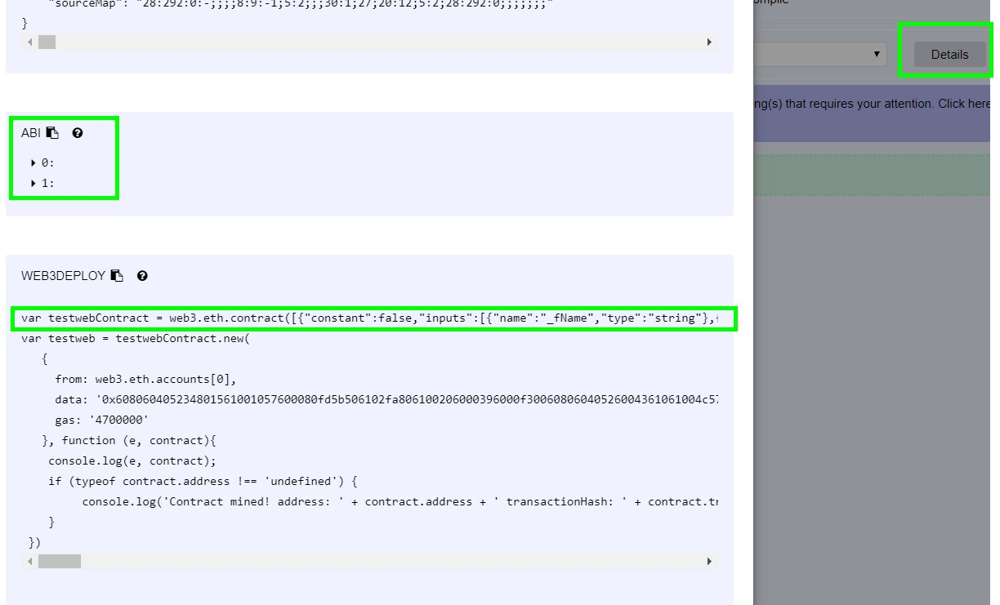 "sourceMap": "28:292:0:-;;;;8:9:-1;5:2;;;30:1;27;20:12;5:2;28:292:0;;;;;;;"
}
ompile
Details
ng(s) that requires your attention. Click here
ABI
0:
1:
WEB3DEPLOY
var testwebContract = web3.eth.contract([{"constant":false,"inputs":[{"name":"_fName","type":"string"},{
var testweb = testwebContract.new(
{
from: web3.eth.accounts[0],
data: '0x608060405234801561001057600080fd5b506102fa806100206000396000f30060806040526004361061004c57
gas: '4700000'
}, function (e, contract){
console.log(e, contract);
if (typeof contract.address !== 'undefined') {
console.log('Contract mined! address: ' + contract.address + ' transactionHash: ' + contract.tr
}
})